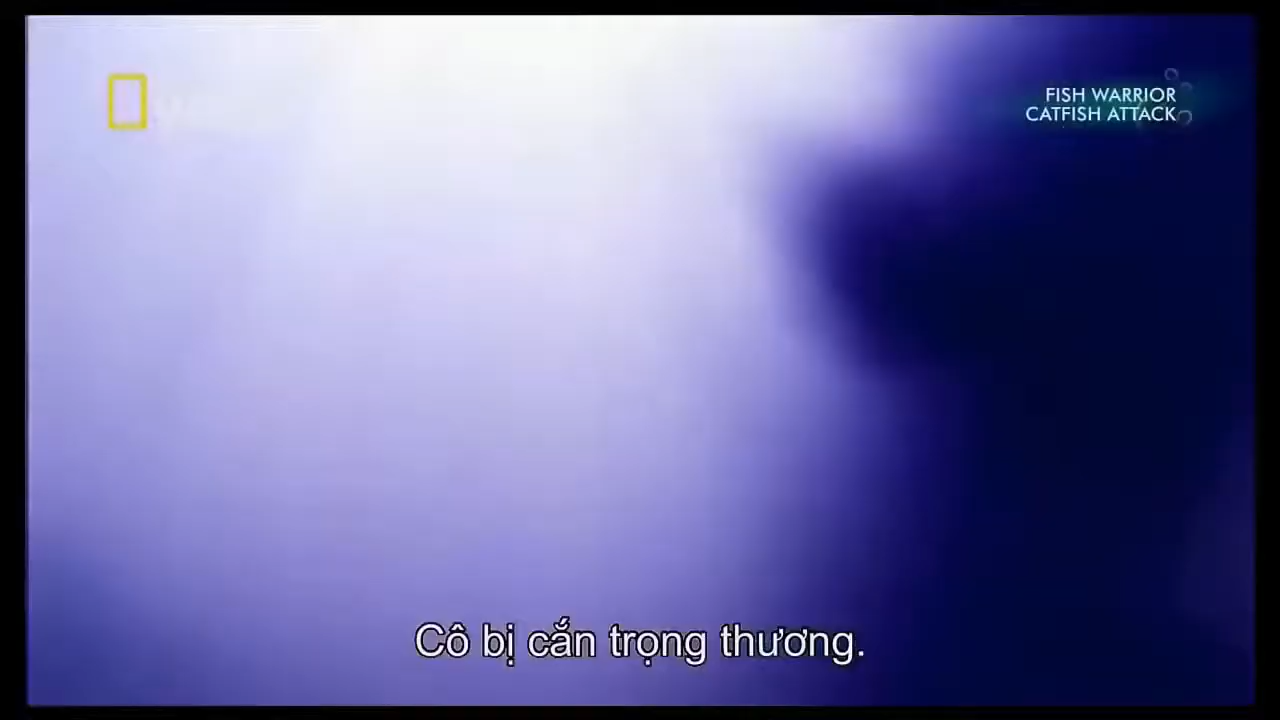 FISH WARRIOR
CATFISH ATTACK
Cô bị cắn trọng thương.